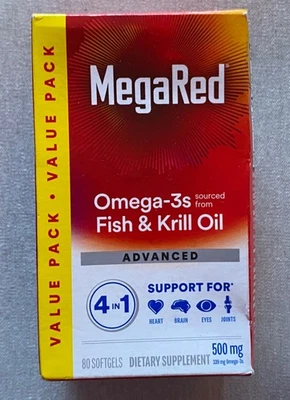 VALUE PACK • VALUE PACK
MegaRed®
Omega-3s sourced from
Fish & Krill Oil
ADVANCED
4 IN 1
SUPPORT FOR*
HEART BRAIN EYES JOINTS
500 mg
80 SOFTGELS DIETARY SUPPLEMENT